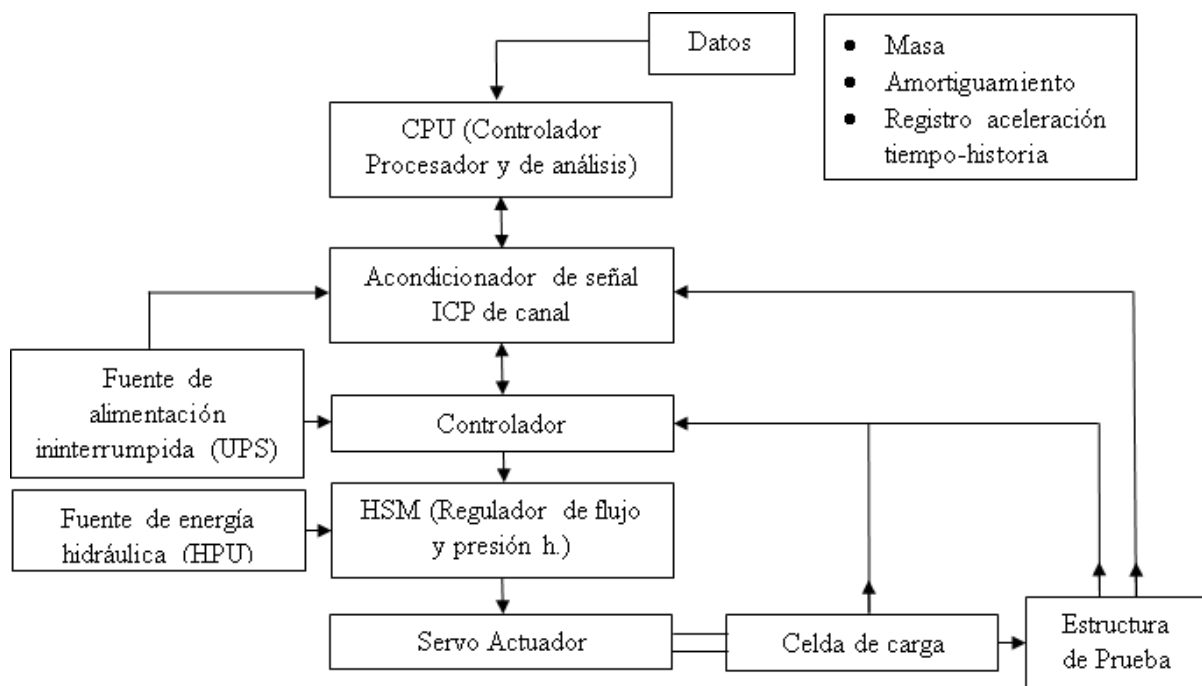 Datos
● Masa
● Amortiguamiento
● Registro aceleración
tiempo-historia
CPU (Controlador
Procesador y de análisis)
Acondicionador de señal
ICP de canal
Fuente de
alimentación
ininterrumpida (UPS)
Controlador
Fuente de energía
hidráulica (HPU)
HSM (Regulador de flujo
y presión h.)
Servo Actuador
Celda de carga
Estructura
de Prueba